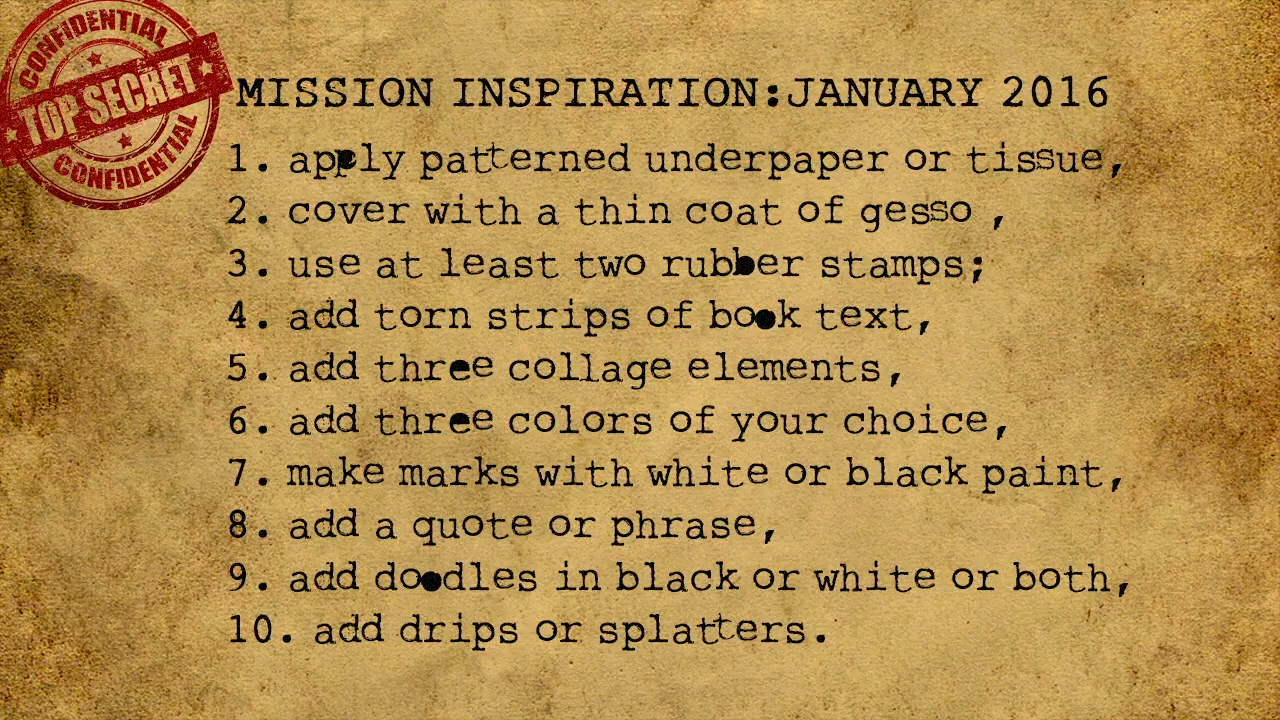 CONFIDENTIAL
TOP SECRET
CONFIDENTIAL
MISSION INSPIRATION:JANUARY 2016
1. apply patterned underpaper or tissue,
2. cover with a thin coat of gesso ,
3. use at least two rubber stamps;
4. add torn strips of book text,
5. add three collage elements,
6. add three colors of your choice,
7. make marks with white or black paint,
8. add a quote or phrase,
9. add doodles in black or white or both,
10. add drips or splatters.